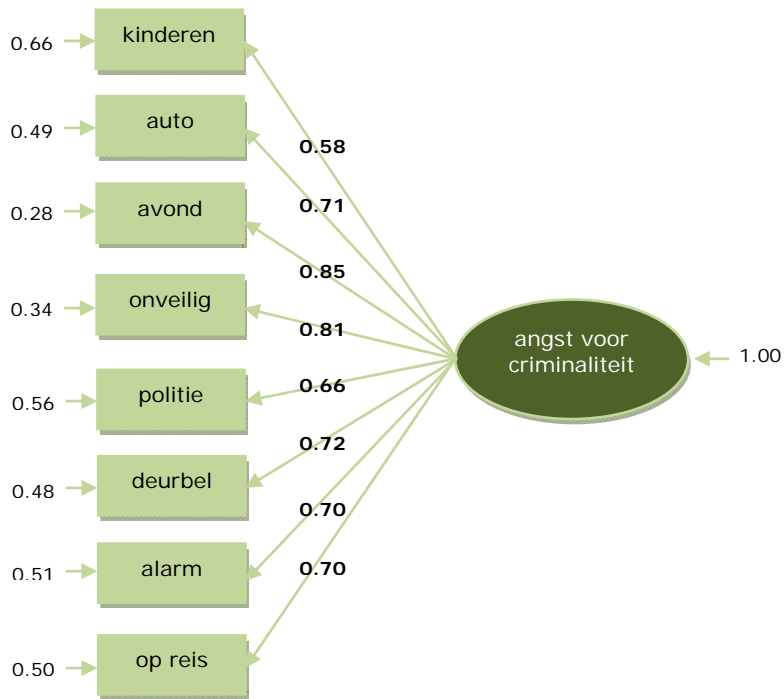 0.66
kinderen
0.49
auto
0.58
0.28
avond
0.71
0.85
0.34
onveilig
0.81
angst voor
criminaliteit
1.00
0.56
politie
0.66
0.48
deurbel
0.72
0.51
alarm
0.70
0.70
0.50
op reis